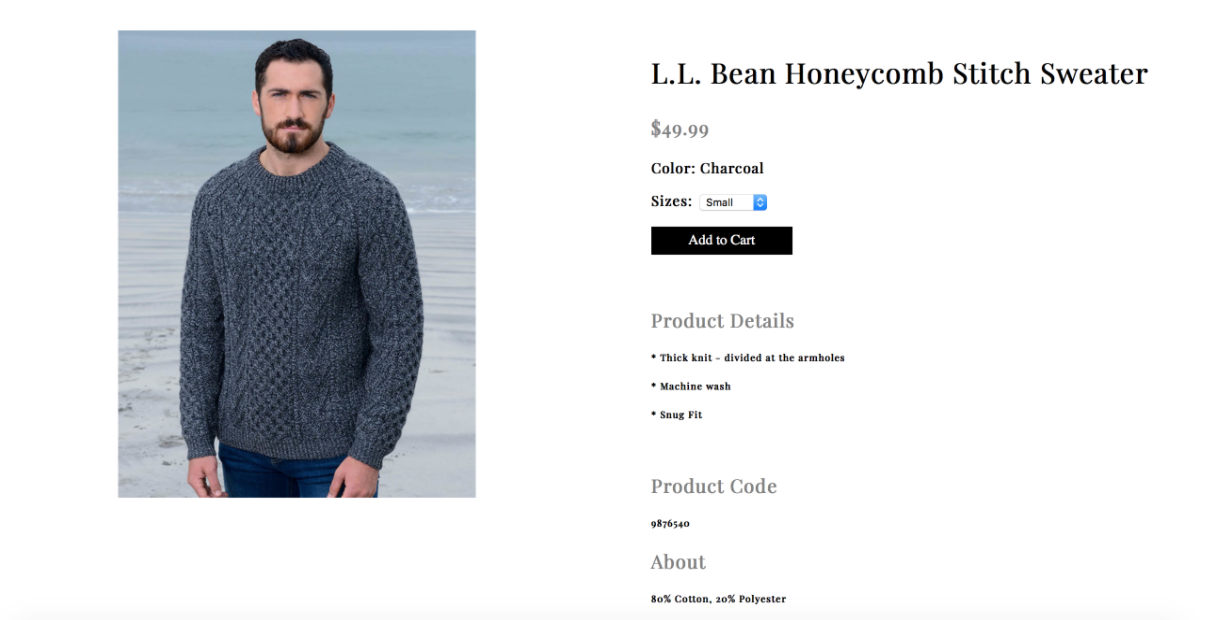 L.L. Bean Honeycomb Stitch Sweater
$49.99
Color: Charcoal
Sizes: Small
Add to Cart
Product Details
* Thick knit - divided at the armholes
* Machine wash
* Snug Fit
Product Code
9876540
About
80% Cotton, 20% Polyester